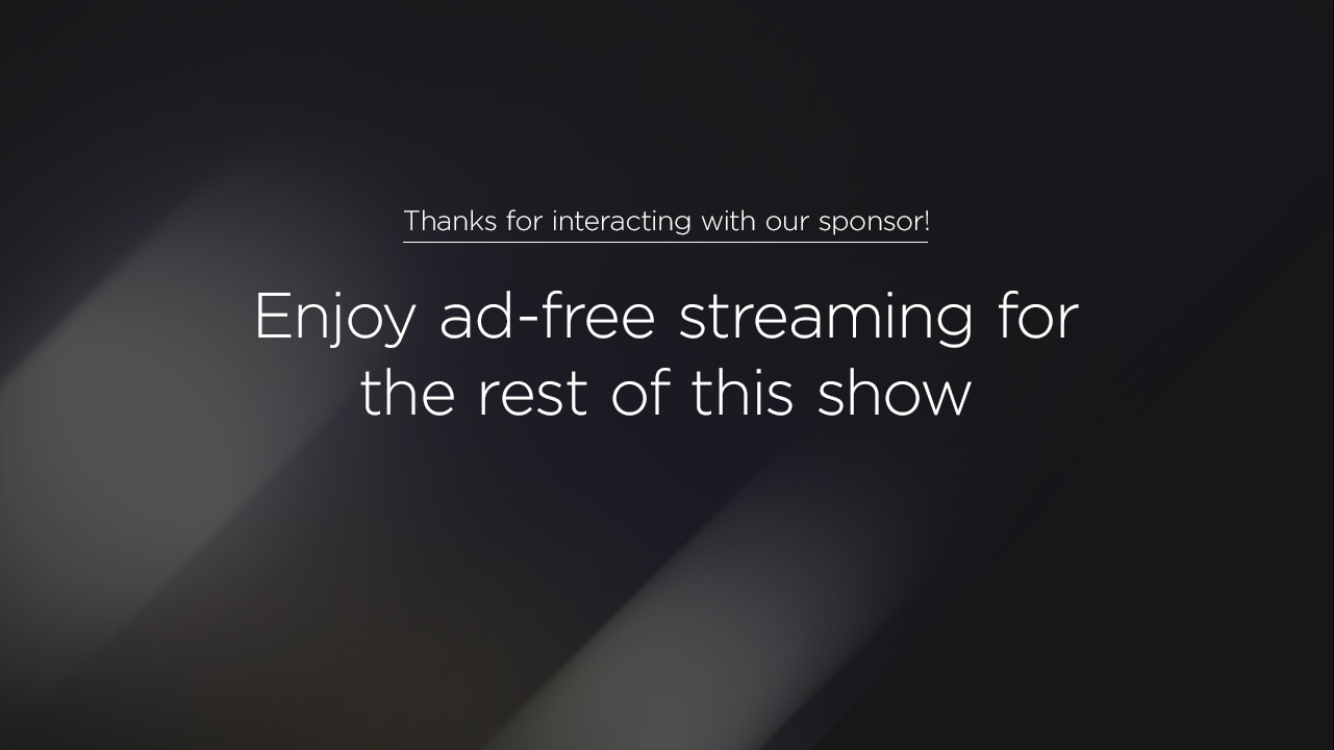 Thanks for interacting with our sponsor!
Enjoy ad-free streaming for
the rest of this show